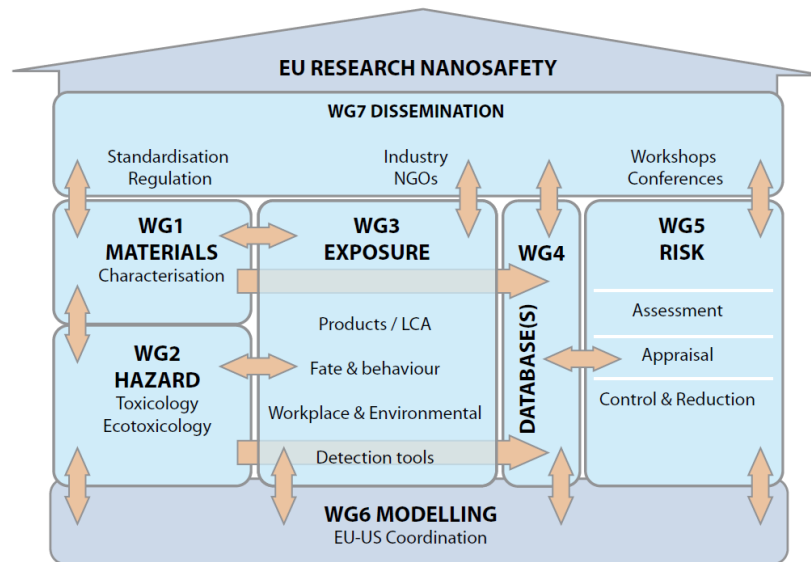 EU RESEARCH NANOSAFETY
WG7 DISSEMINATION
Standardisation
Regulation
Industry
NGOs
Workshops
Conferences
WG1
MATERIALS
Characterisation
WG2
HAZARD
Toxicology
Ecotoxicology
WG3
EXPOSURE
Products / LCA
Fate & behaviour
Workplace & Environmental
Detection tools
WG4
DATABASE(S)
WG5
RISK
Assessment
Appraisal
Control & Reduction
WG6 MODELLING
EU-US Coordination